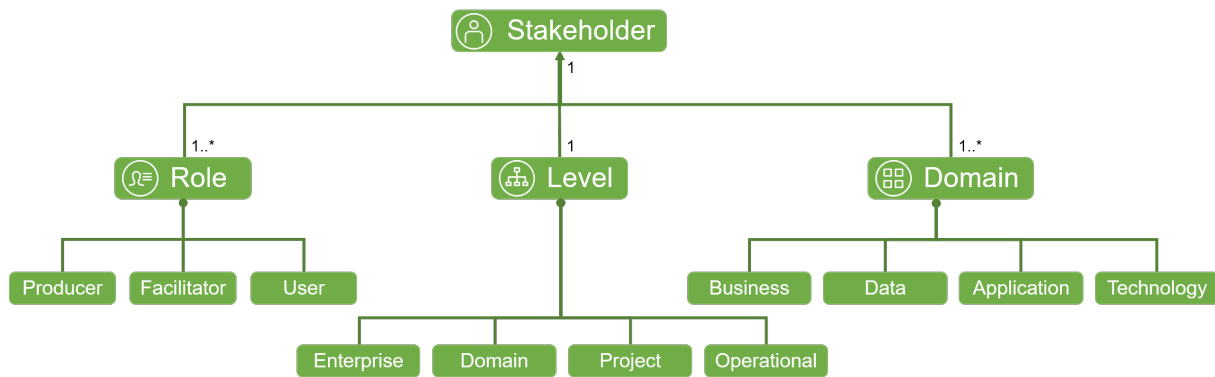 Stakeholder
1
1..*
1
1..*
Role
Level
Domain
Producer
Facilitator
User
Business
Data
Application
Technology
Enterprise
Domain
Project
Operational